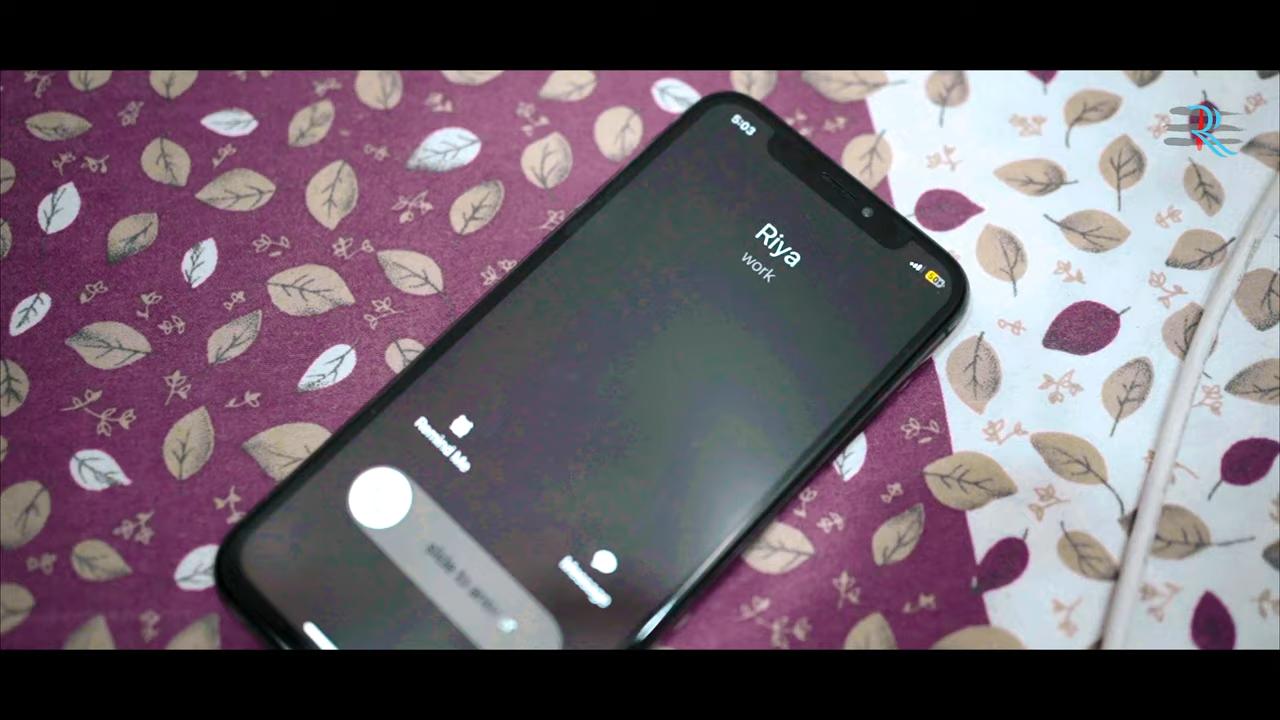 5:03
Riya
work
Remind Me
Message
slide to answer